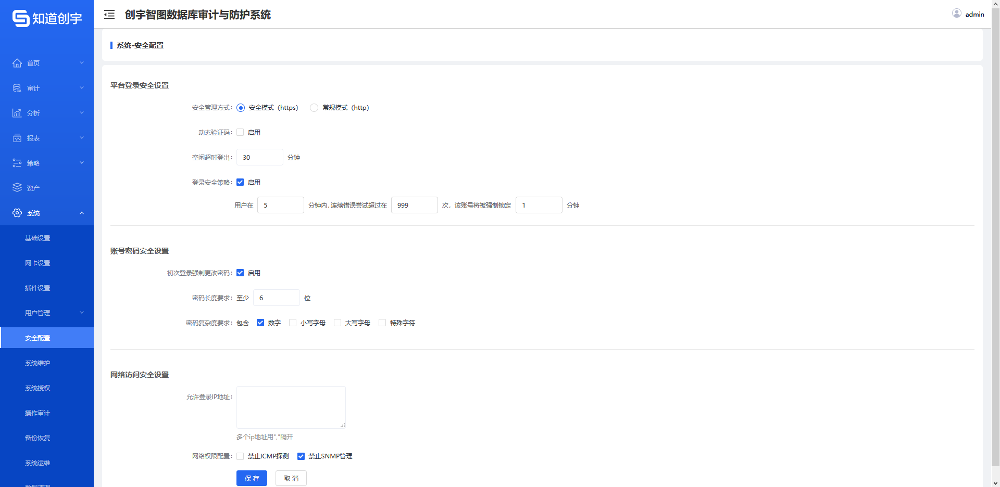 知道创宇
创宇智图数据库审计与防护系统
admin
首页
审计
分析
报表
策略
资产
系统
基础设置
网卡设置
插件设置
用户管理
安全配置
系统维护
系统授权
操作审计
备份恢复
系统运维
系统-安全配置
平台登录安全设置
安全管理方式: 安全模式（https） 常规模式（http）
动态验证码: 启用
空闲超时登出: 30 分钟
登录安全策略: 启用
用户在 5 分钟内,连续错误尝试超过在 999 次，该账号将被强制锁定 1 分钟
账号密码安全设置
初次登录强制更改密码: 启用
密码长度要求: 至少 6 位
密码复杂度要求: 包含 数字 小写字母 大写字母 特殊字符
网络访问安全设置
允许登录IP地址:
多个ip地址用","隔开
网络权限配置: 禁止ICMP探测 禁止SNMP管理
保存 取消